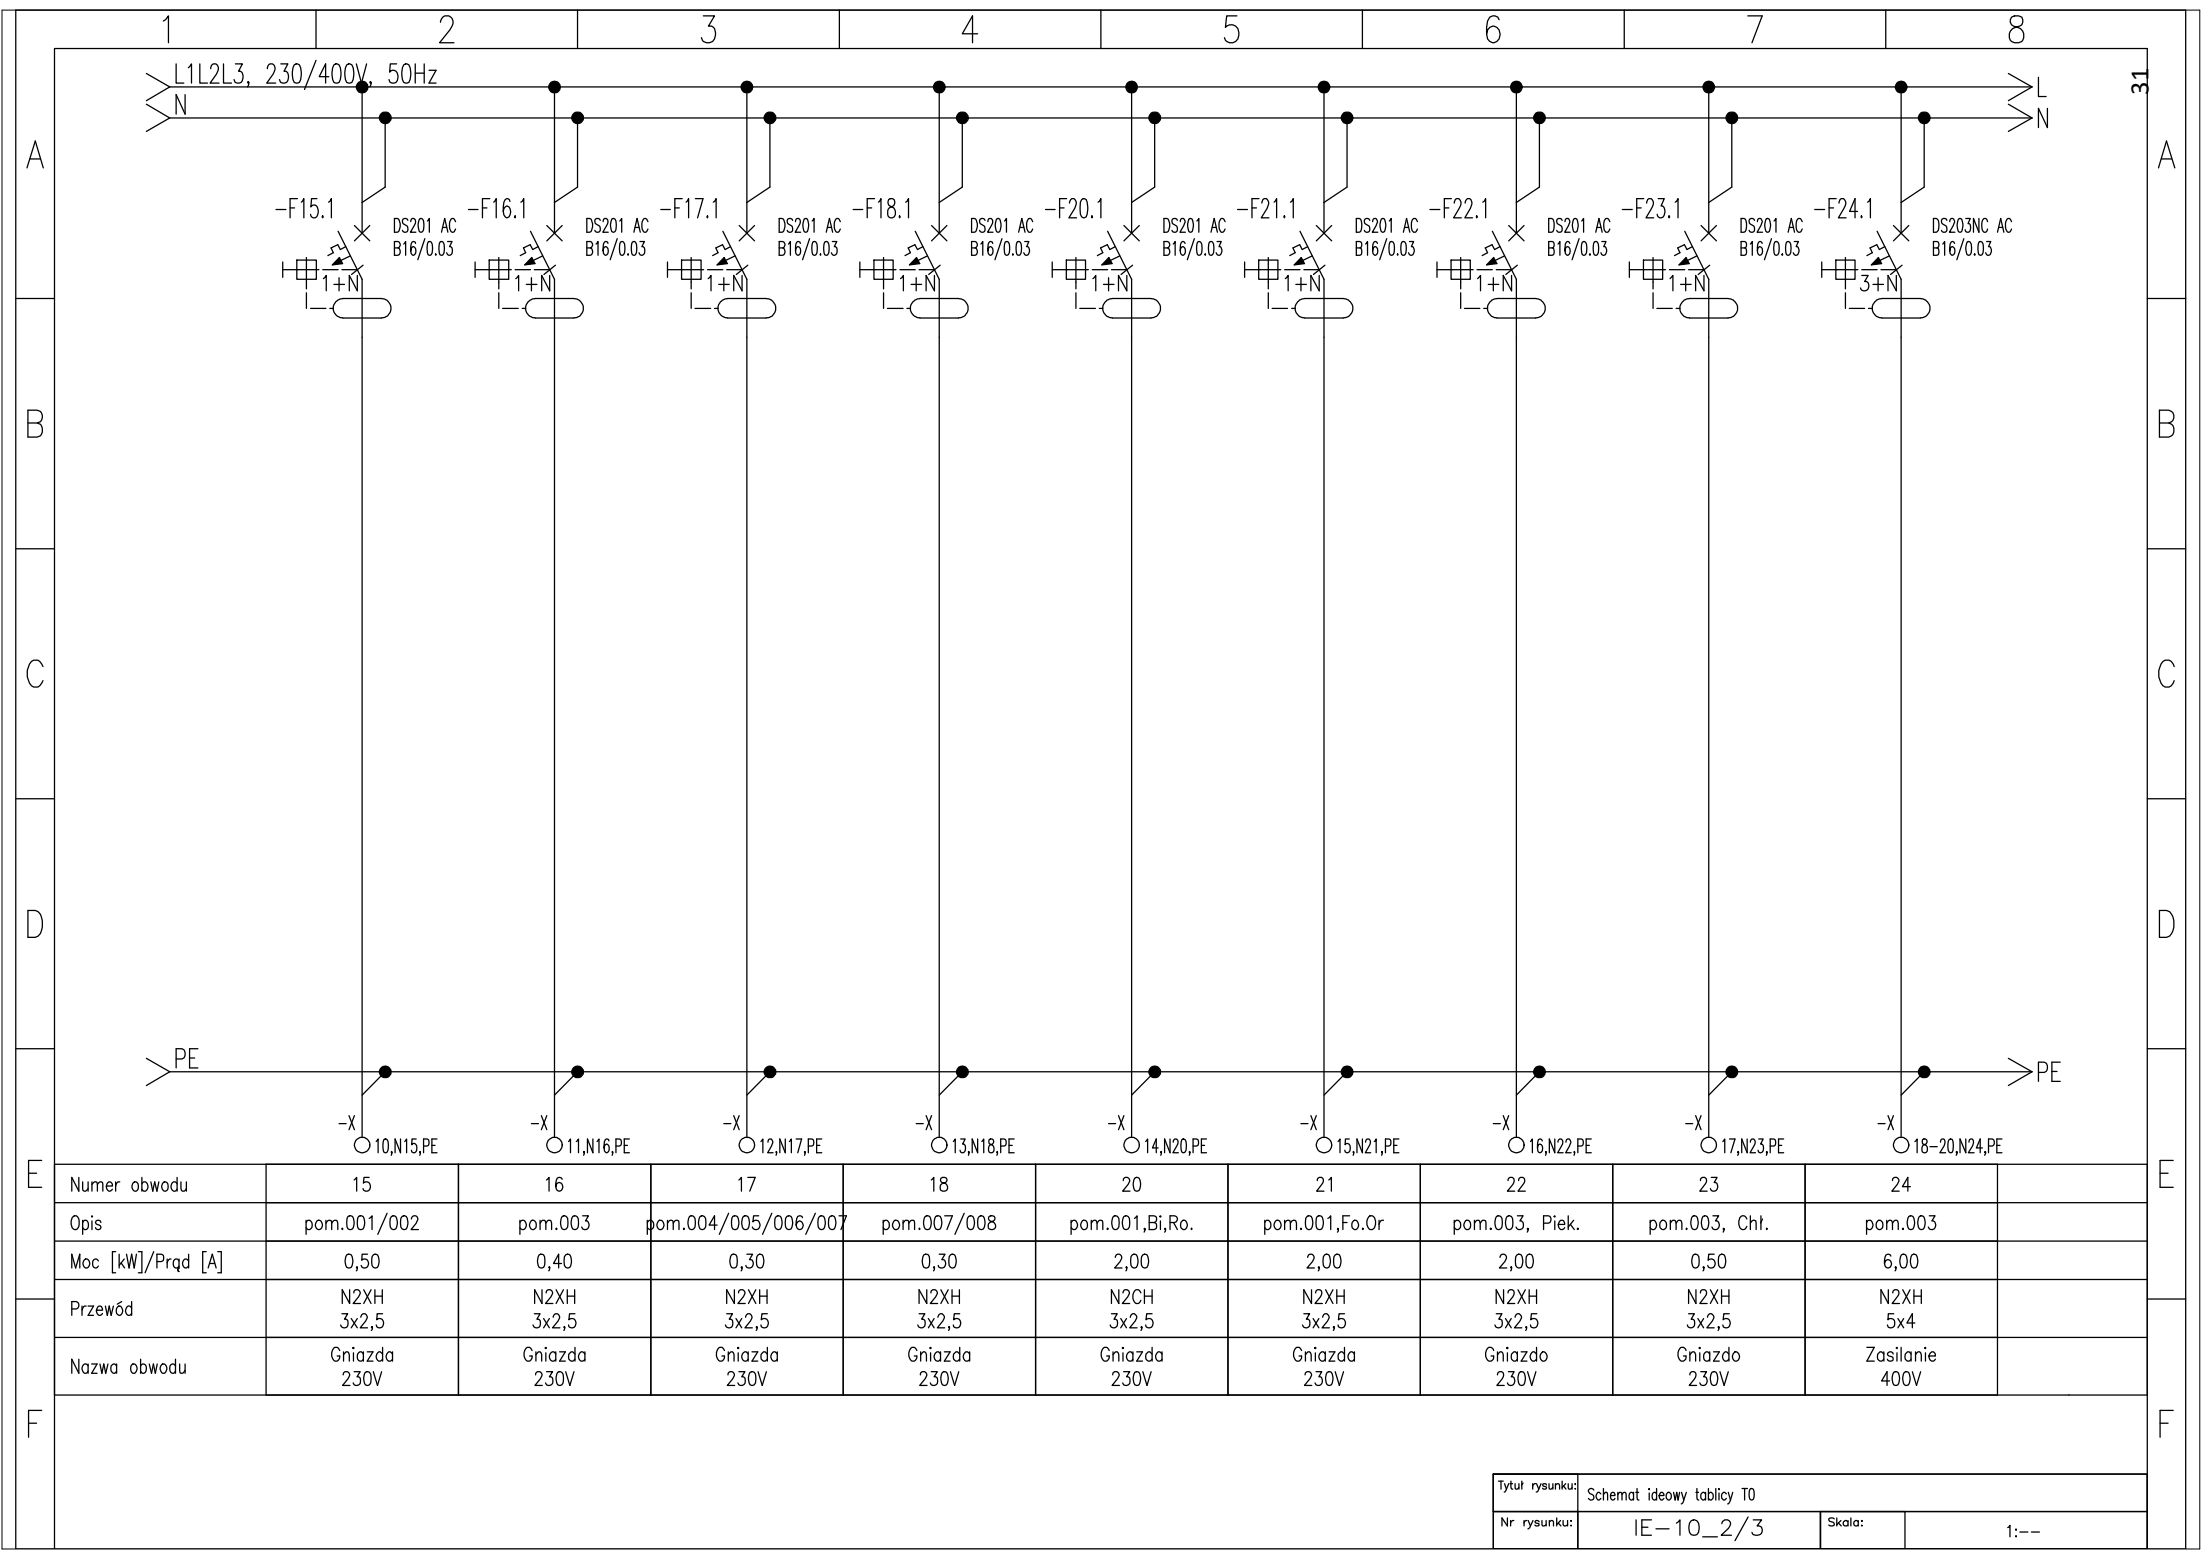 1 2 3 4 5 6 7 8
31
L1L2L3, 230/400V, 50Hz
L
N
N
A A
-F15.1 -F16.1 -F17.1 -F18.1 -F20.1 -F21.1 -F22.1 -F23.1 -F24.1
DS201 AC DS201 AC DS201 AC DS201 AC DS201 AC DS201 AC DS201 AC DS201 AC DS203NC AC
B16/0.03 B16/0.03 B16/0.03 B16/0.03 B16/0.03 B16/0.03 B16/0.03 B16/0.03 B16/0.03
1+N 1+N 1+N 1+N 1+N 1+N 1+N 1+N 3+N
B B
C C
D D
PE PE
-X -X -X -X -X -X -X -X -X
10,N15,PE 11,N16,PE 12,N17,PE 13,N18,PE 14,N20,PE 15,N21,PE 16,N22,PE 17,N23,PE 18-20,N24,PE
E E
Numer obwodu 15 16 17 18 20 21 22 23 24
Opis pom.001/002 pom.003 pom.004/005/006/007 pom.007/008 pom.001,Bi,Ro. pom.001,Fo.Or pom.003, Piek. pom.003, Chł. pom.003
Moc [kW]/Prąd [A] 0,50 0,40 0,30 0,30 2,00 2,00 2,00 0,50 6,00
Przewód
N2XH N2XH N2XH N2XH N2CH N2XH N2XH N2XH N2XH
3x2,5 3x2,5 3x2,5 3x2,5 3x2,5 3x2,5 3x2,5 3x2,5 5x4
Nazwa obwodu
Gniazda Gniazda Gniazda Gniazda Gniazda Gniazda Gniazdo Gniazdo Zasilanie
230V 230V 230V 230V 230V 230V 230V 230V 400V
F F
Tytuł rysunku: Schemat ideowy tablicy T0
Nr rysunku: IE-10_2/3 Skala: 1:--